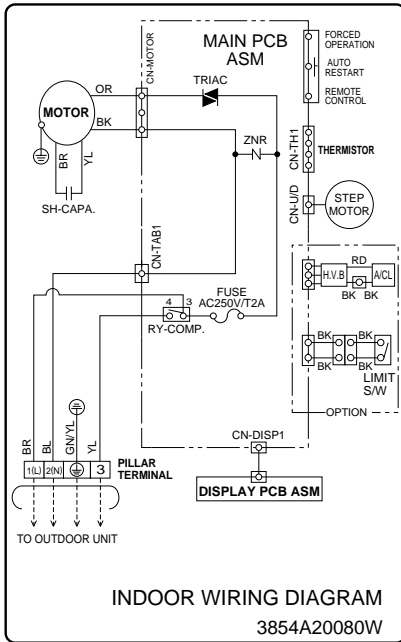 MAIN PCB
ASM
CN-MOTOR
FORCED
OPERATION
AUTO
RESTART
REMOTE
CONTROL
TRIAC
OR
MOTOR
BK
BR
YL
SH-CAPA.
ZNR
CN-TH1
THERMISTOR
CN-U/D
STEP
MOTOR
CN-TAB1
H.V.B
RD
A/CL
BK
BK
FUSE
AC250V/T2A
4
3
RY-COMP.
BK
BK
BK
BK
LIMIT
S/W
OPTION
BR
BL
GN/YL
YL
1(L)
2(N)
3
PILLAR
TERMINAL
CN-DISP1
DISPLAY PCB ASM
TO OUTDOOR UNIT
INDOOR WIRING DIAGRAM
3854A20080W